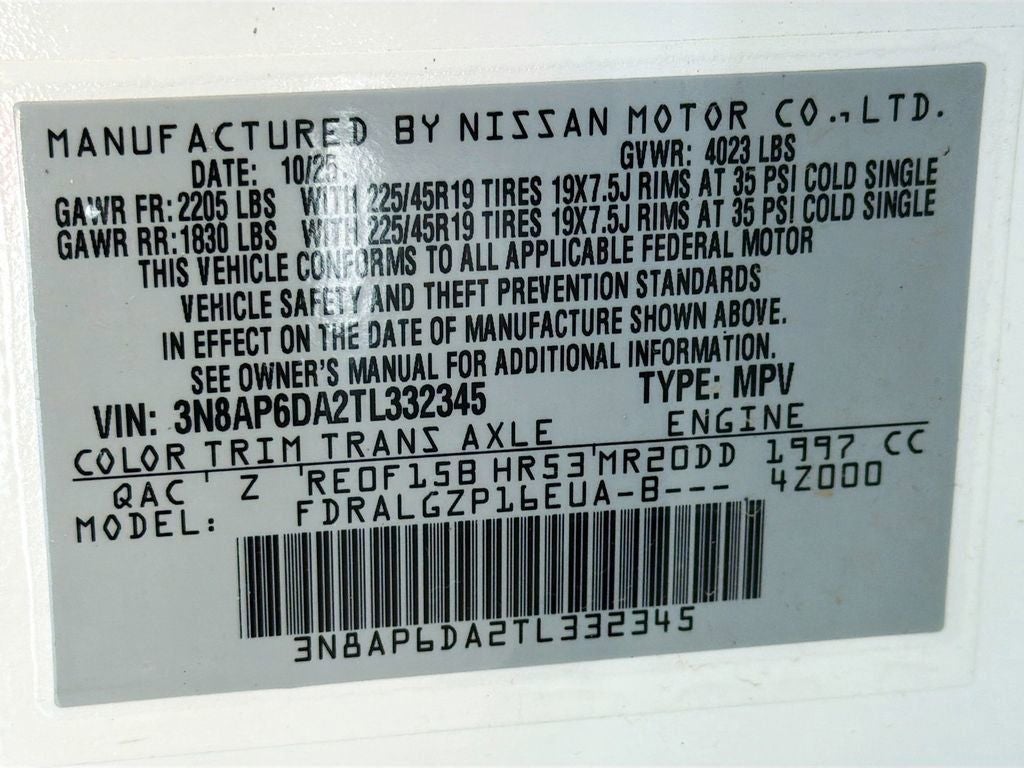 MANUFACTURED BY NISSAN MOTOR CO., LTD.
DATE: 10/25 GVWR: 4023 LBS
GAWR FR: 2205 LBS WITH 225/45R19 TIRES 19X7.5J RIMS AT 35 PSI COLD SINGLE
GAWR RR: 1830 LBS WITH 225/45R19 TIRES 19X7.5J RIMS AT 35 PSI COLD SINGLE
THIS VEHICLE CONFORMS TO ALL APPLICABLE FEDERAL MOTOR
VEHICLE SAFETY AND THEFT PREVENTION STANDARDS
IN EFFECT ON THE DATE OF MANUFACTURE SHOWN ABOVE.
SEE OWNER'S MANUAL FOR ADDITIONAL INFORMATION.
VIN: 3N8AP6DA2TL332345 TYPE: MPV
COLOR TRIM TRANS AXLE ENGINE
QAC Z RE0F15B HR53 MR20DD 1997 CC
MODEL: FDRALGZP16EUA-B--- 4Z000
3N8AP6DA2TL332345